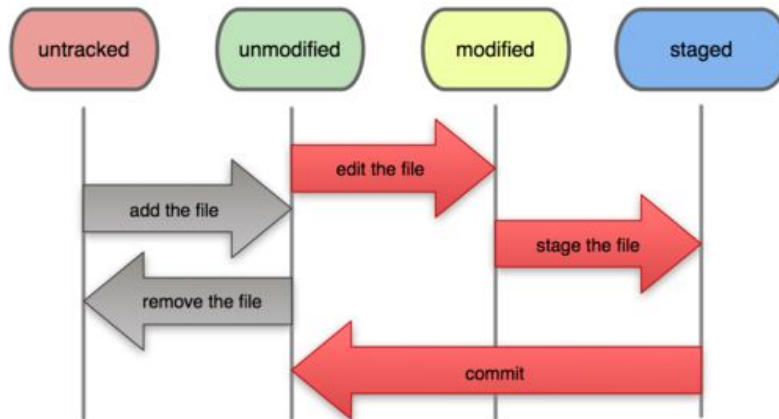 untracked
unmodified
modified
staged
edit the file
add the file
stage the file
remove the file
commit